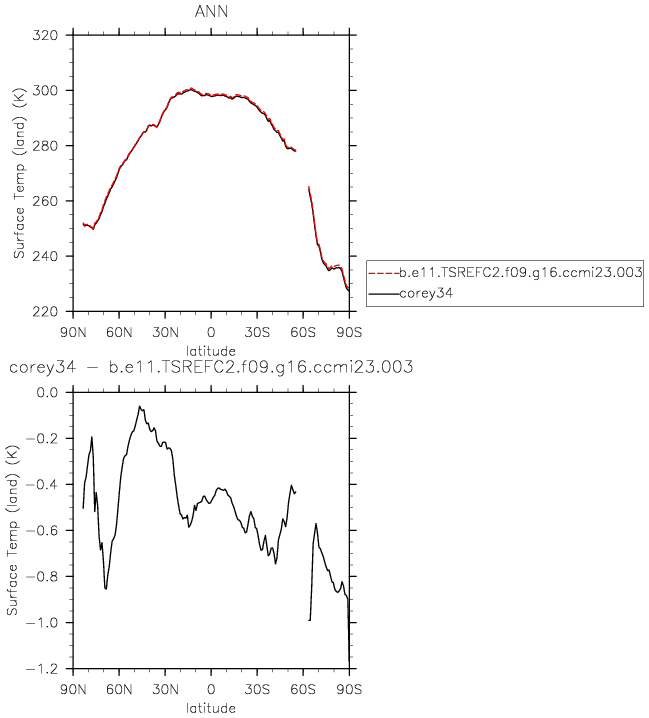 ANN
320
300
280
260
240
220
Surface Temp (land) (K)
90N 60N 30N 0 30S 60S 90S
latitude
b.e11.TSREFC2.f09.g16.ccmi23.003
corey34
corey34 − b.e11.TSREFC2.f09.g16.ccmi23.003
0.0
−0.2
−0.4
−0.6
−0.8
−1.0
−1.2
Surface Temp (land) (K)
90N 60N 30N 0 30S 60S 90S
latitude